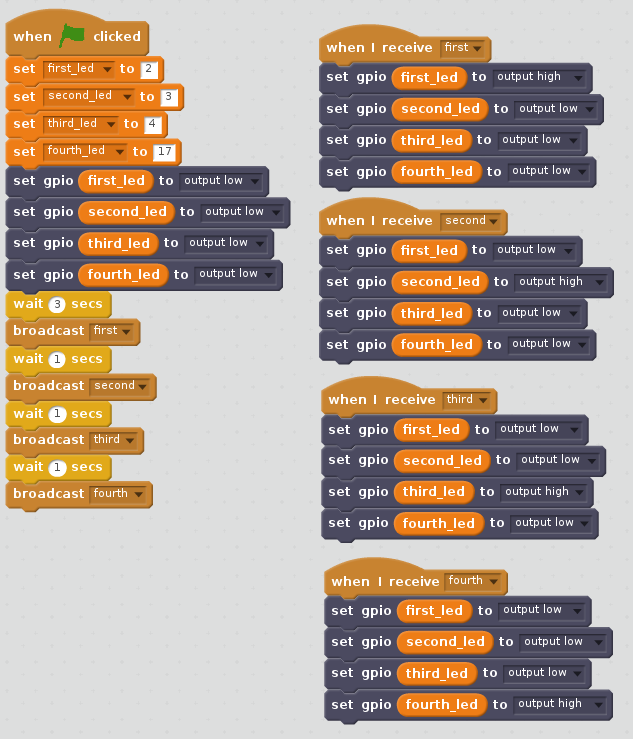 when clicked
set first_led to 2
set second_led to 3
set third_led to 4
set fourth_led to 17
set gpio first_led to output low
set gpio second_led to output low
set gpio third_led to output low
set gpio fourth_led to output low
wait 3 secs
broadcast first
wait 1 secs
broadcast second
wait 1 secs
broadcast third
wait 1 secs
broadcast fourth
when I receive first
set gpio first_led to output high
set gpio second_led to output low
set gpio third_led to output low
set gpio fourth_led to output low
when I receive second
set gpio first_led to output low
set gpio second_led to output high
set gpio third_led to output low
set gpio fourth_led to output low
when I receive third
set gpio first_led to output low
set gpio second_led to output low
set gpio third_led to output high
set gpio fourth_led to output low
when I receive fourth
set gpio first_led to output low
set gpio second_led to output low
set gpio third_led to output low
set gpio fourth_led to output high